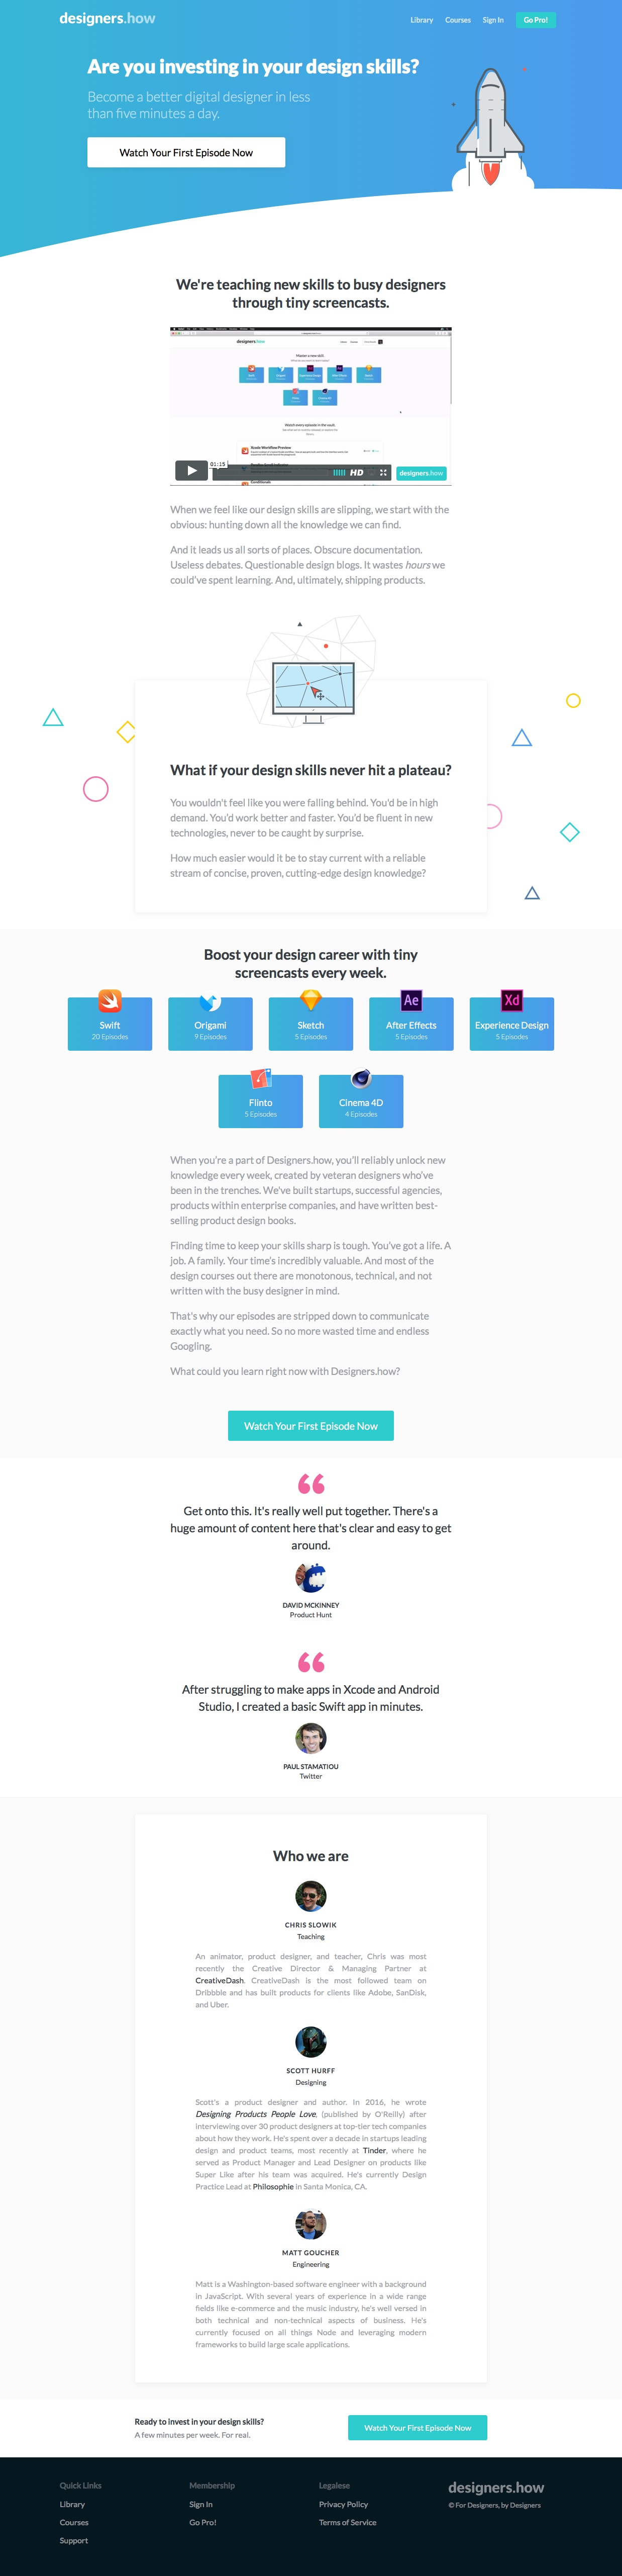 designers.how
Library Courses Sign In Go Pro!
Are you investing in your design skills?
Become a better digital designer in less
than five minutes a day.
Watch Your First Episode Now
We're teaching new skills to busy designers
through tiny screencasts.
designers.how
Master a new skill.
Watch every episode in the vault.
01:15
HD
designers.how
When we feel like our design skills are slipping, we start with the
obvious: hunting down all the knowledge we can find.
And it leads us all sorts of places. Obscure documentation.
Useless debates. Questionable design blogs. It wastes hours we
could've spent learning. And, ultimately, shipping products.
What if your design skills never hit a plateau?
You wouldn't feel like you were falling behind. You'd be in high
demand. You'd work better and faster. You'd be fluent in new
technologies, never to be caught by surprise.
How much easier would it be to stay current with a reliable
stream of concise, proven, cutting-edge design knowledge?
Boost your design career with tiny
screencasts every week.
Ae Xd
Swift Origami Sketch After Effects Experience Design
20 Episodes 9 Episodes 5 Episodes 5 Episodes 5 Episodes
Flinto Cinema 4D
5 Episodes 4 Episodes
When you're a part of Designers.how, you'll reliably unlock new
knowledge every week, created by veteran designers who've
been in the trenches. We've built startups, successful agencies,
products within enterprise companies, and have written best-
selling product design books.
Finding time to keep your skills sharp is tough. You've got a life. A
job. A family. Your time's incredibly valuable. And most of the
design courses out there are monotonous, technical, and not
written with the busy designer in mind.
That's why our episodes are stripped down to communicate
exactly what you need. So no more wasted time and endless
Googling.
What could you learn right now with Designers.how?
Watch Your First Episode Now
Get onto this. It's really well put together. There's a
huge amount of content here that's clear and easy to get
around.
DAVID MCKINNEY
Product Hunt
After struggling to make apps in Xcode and Android
Studio, I created a basic Swift app in minutes.
PAUL STAMATIOU
Twitter
Who we are
CHRIS SLOWIK
Teaching
An animator, product designer, and teacher, Chris was most
recently the Creative Director & Managing Partner at
CreativeDash. CreativeDash is the most followed team on
Dribbble and has built products for clients like Adobe, SanDisk,
and Uber.
SCOTT HURFF
Designing
Scott's a product designer and author. In 2016, he wrote
Designing Products People Love, (published by O'Reilly) after
interviewing over 30 product designers at top-tier tech companies
about how they work. He's spent over a decade in startups leading
design and product teams, most recently at Tinder, where he
served as Product Manager and Lead Designer on products like
Super Like after his team was acquired. He's currently Design
Practice Lead at Philosophie in Santa Monica, CA.
MATT GOUCHER
Engineering
Matt is a Washington-based software engineer with a background
in JavaScript. With several years of experience in a wide range
fields like e-commerce and the music industry, he's well versed in
both technical and non-technical aspects of business. He's
currently focused on all things Node and leveraging modern
frameworks to build large scale applications.
Ready to invest in your design skills?
A few minutes per week. For real.
Watch Your First Episode Now
Quick Links Membership Legalese designers.how
Library Sign In Privacy Policy © For Designers, by Designers
Courses Go Pro! Terms of Service
Support